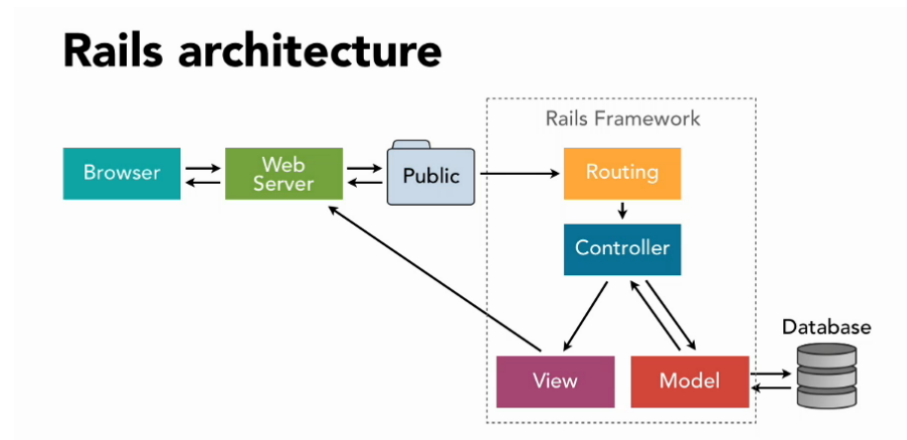 Rails architecture
Rails Framework
Browser
Web
Server
Public
Routing
Controller
Database
View
Model